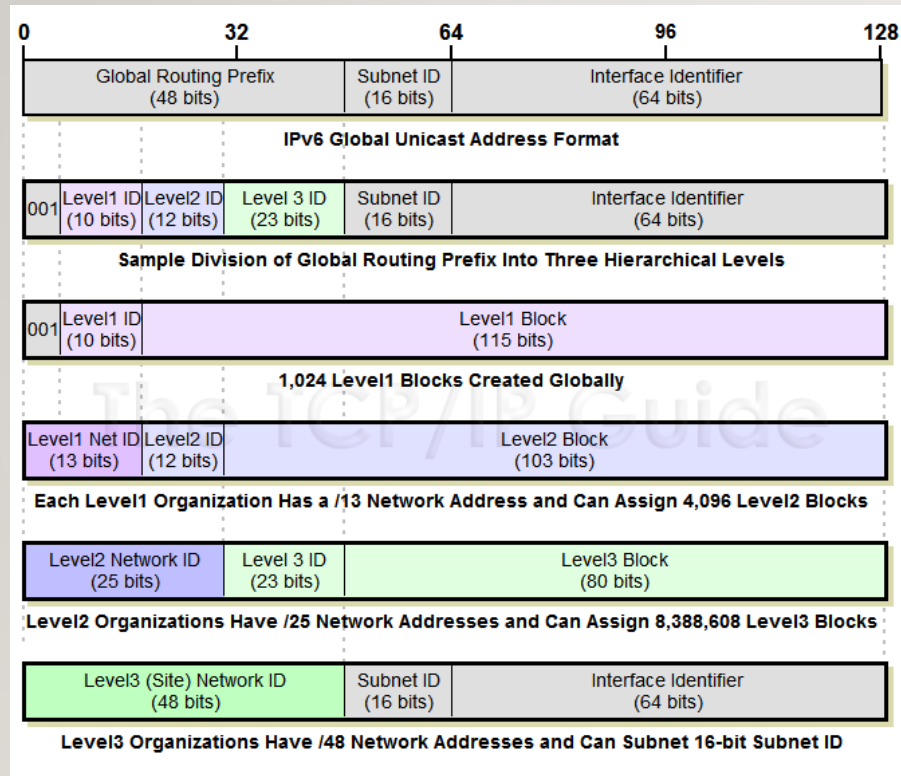 0 32 64 96 128
Global Routing Prefix Subnet ID Interface Identifier
(48 bits) (16 bits) (64 bits)
IPv6 Global Unicast Address Format
001 Level1 ID Level2 ID Level 3 ID Subnet ID Interface Identifier
(10 bits) (12 bits) (23 bits) (16 bits) (64 bits)
Sample Division of Global Routing Prefix Into Three Hierarchical Levels
001 Level1 ID Level1 Block
(10 bits) (115 bits)
1,024 Level1 Blocks Created Globally
The TCP/IP Guide
Level1 Net ID Level2 ID Level2 Block
(13 bits) (12 bits) (103 bits)
Each Level1 Organization Has a /13 Network Address and Can Assign 4,096 Level2 Blocks
Level2 Network ID Level 3 ID Level3 Block
(25 bits) (23 bits) (80 bits)
Level2 Organizations Have /25 Network Addresses and Can Assign 8,388,608 Level3 Blocks
Level3 (Site) Network ID Subnet ID Interface Identifier
(48 bits) (16 bits) (64 bits)
Level3 Organizations Have /48 Network Addresses and Can Subnet 16-bit Subnet ID